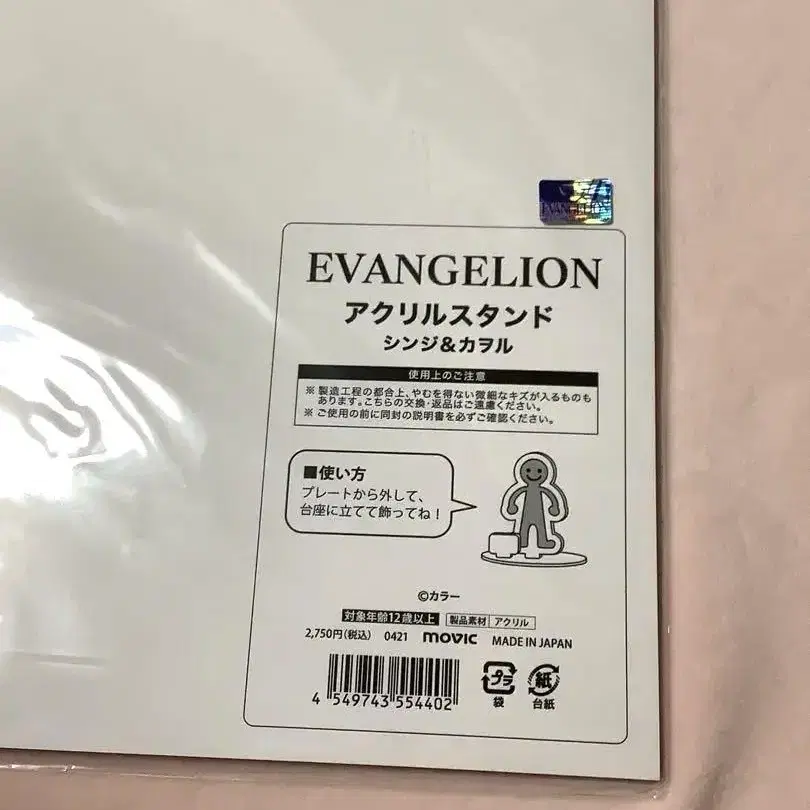 EVANGELION
EVANGELION
アクリルスタンド
シンジ&カヲル
使用上のご注意
※ 製造工程の都合上、やむを得ない微細なキズが入るものも
あります。こちらの交換・返品はご遠慮ください。
※ ご使用の前に同封の説明書を必ずご確認ください。
■使い方
プレートから外して、
台座に立てて飾ってね!
©カラー
対象年齢12歳以上 製品素材 アクリル
2,750円(税込) 0421 movic MADE IN JAPAN
4 549743 554402
プラ 紙
袋 台紙